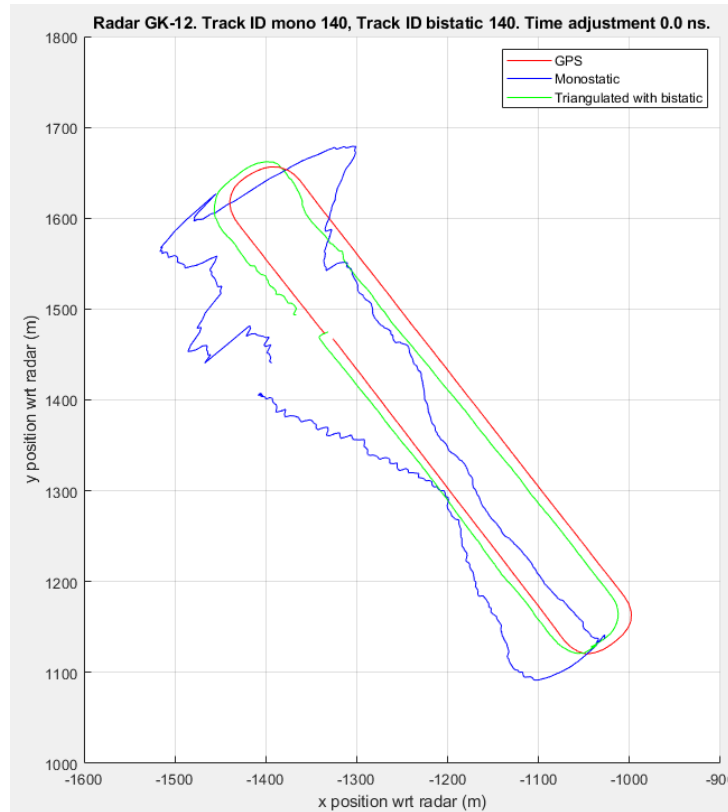 Radar GK-12. Track ID mono 140, Track ID bistatic 140. Time adjustment 0.0 ns.
GPS
Monostatic
Triangulated with bistatic
1800
1700
1600
1500
1400
1300
1200
1100
1000
y position wrt radar (m)
-1600 -1500 -1400 -1300 -1200 -1100 -1000 -900
x position wrt radar (m)